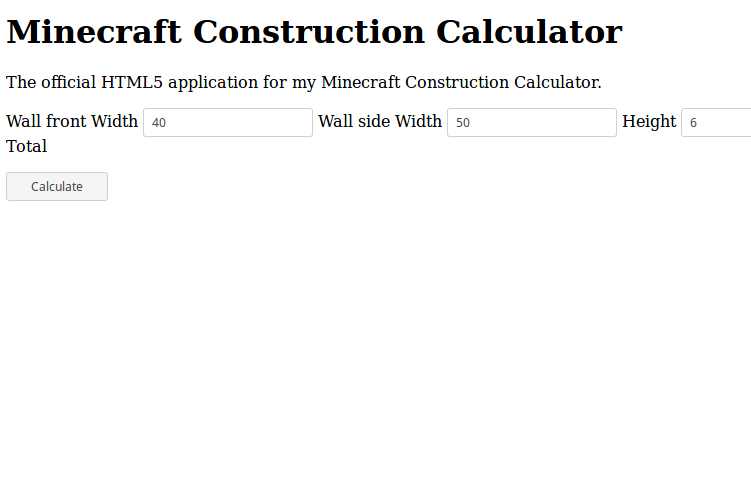 Minecraft Construction Calculator
The official HTML5 application for my Minecraft Construction Calculator.
Wall front Width 40 Wall side Width 50 Height 6
Total
Calculate